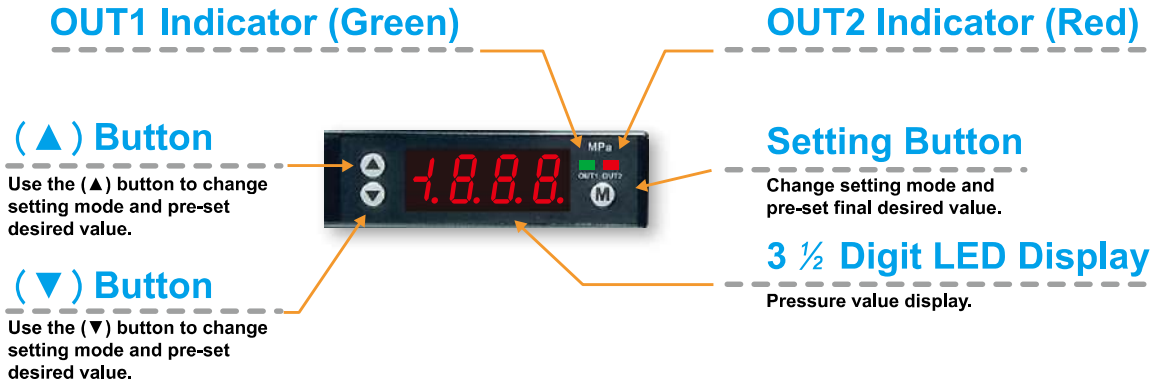 OUT1 Indicator (Green)
OUT2 Indicator (Red)
(▲) Button
Use the (▲) button to change
setting mode and pre-set
desired value.
(▼) Button
Use the (▼) button to change
setting mode and pre-set
desired value.
-1.8.8.8.
MPa
OUT1 OUT2
M
Setting Button
Change setting mode and
pre-set final desired value.
3 ½ Digit LED Display
Pressure value display.